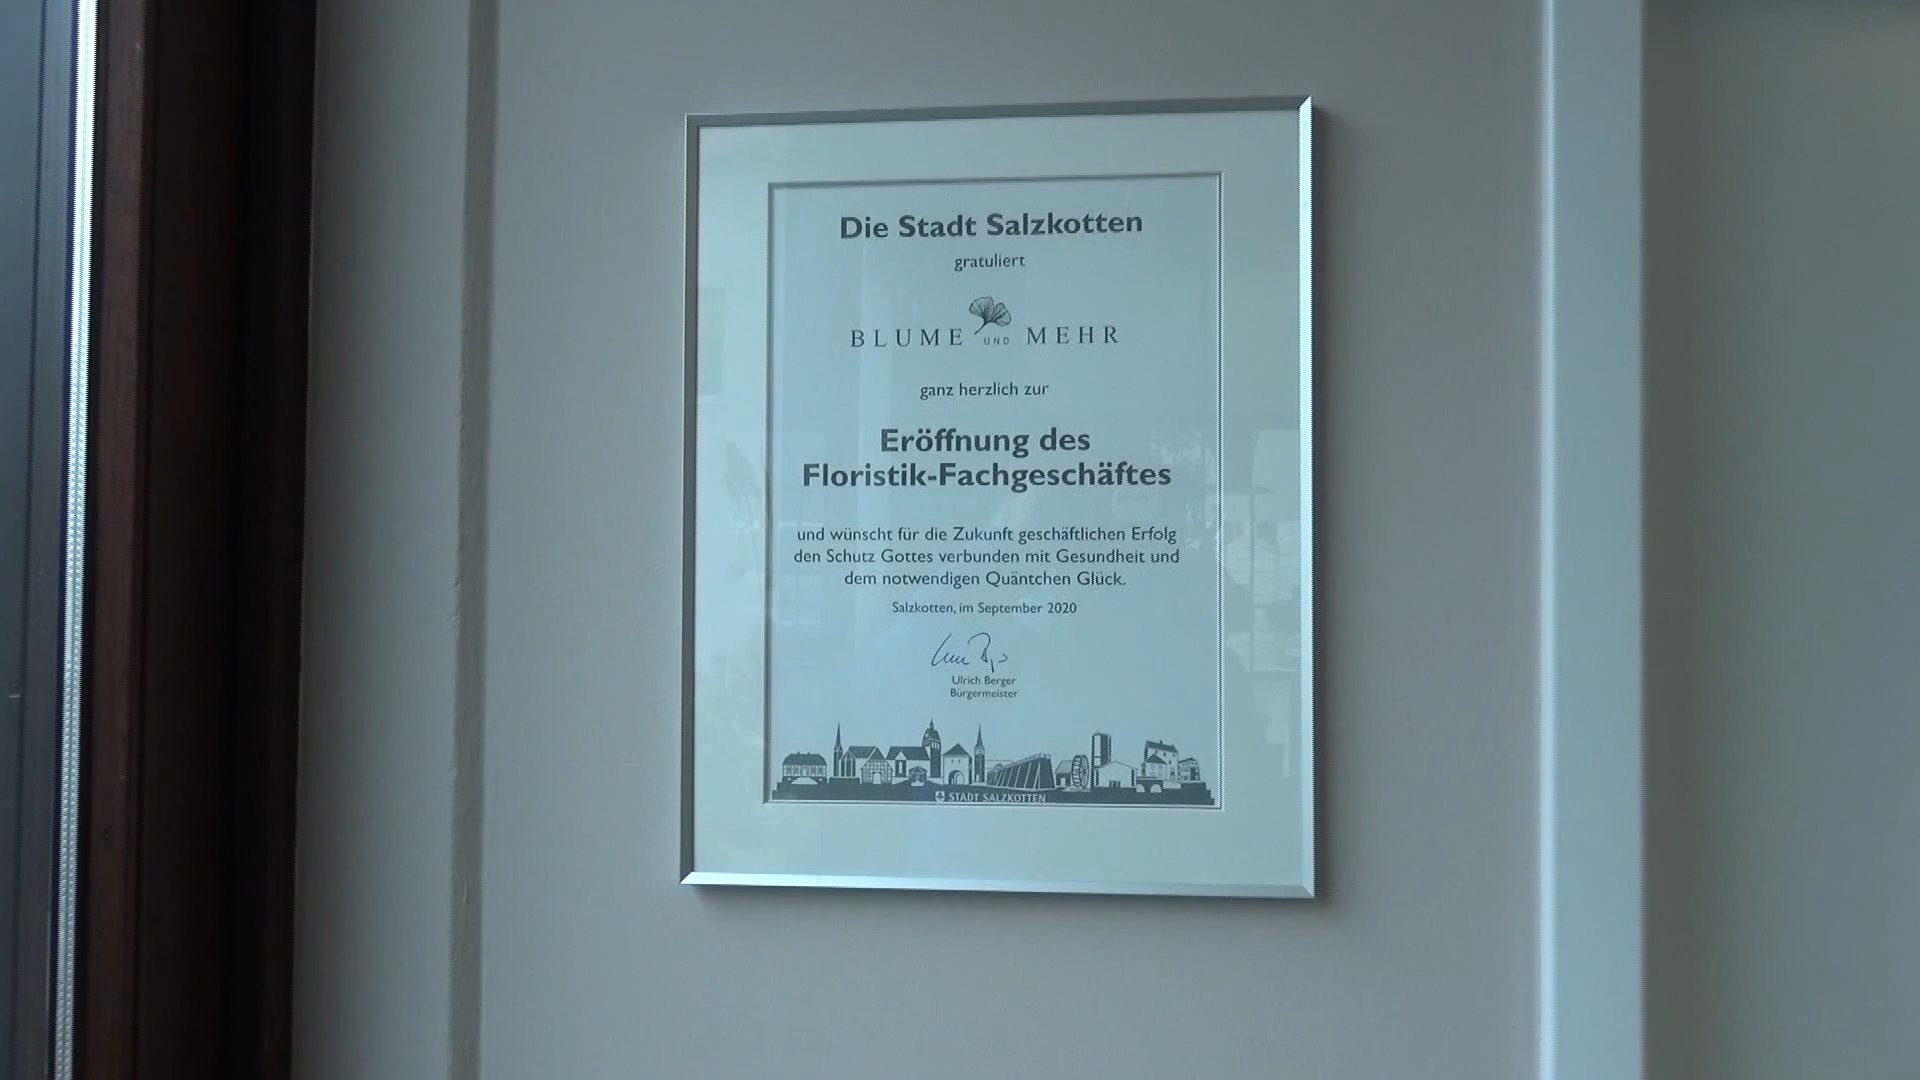 Die Stadt Salzkotten
gratuliert
BLUME UND MEHR
ganz herzlich zur
Eröffnung des
Floristik-Fachgeschäftes
und wünscht für die Zukunft geschäftlichen Erfolg
den Schutz Gottes verbunden mit Gesundheit und
dem notwendigen Quäntchen Glück.
Salzkotten, im September 2020
Ulrich Berger
Bürgermeister
STADT SALZKOTTEN